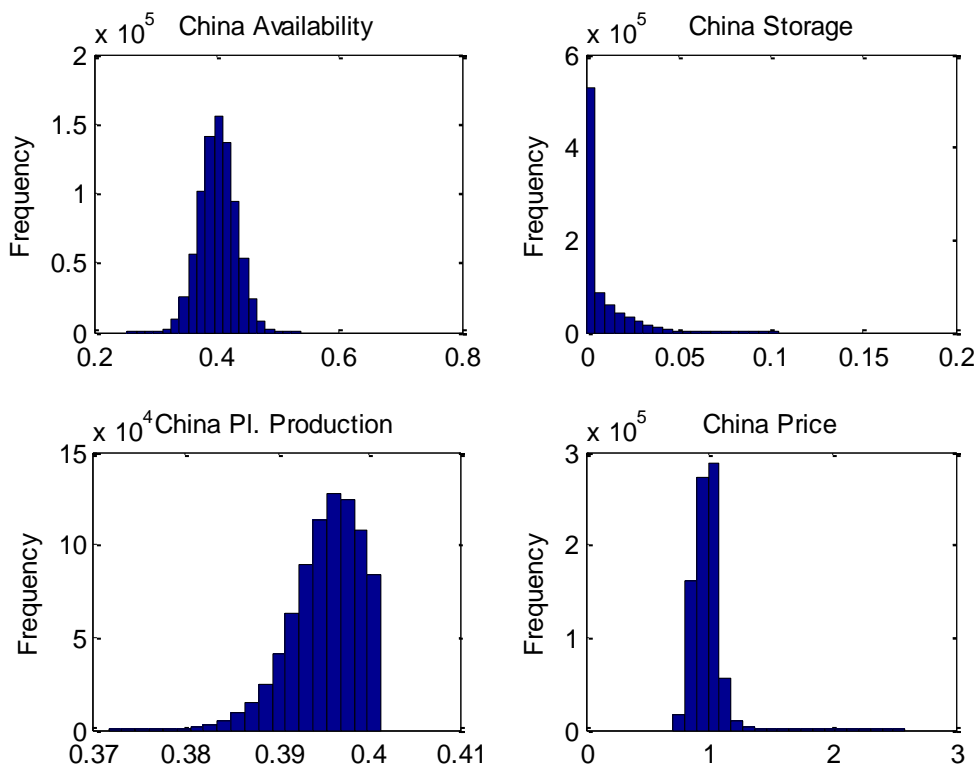 x 10^5 China Availability
2
1.5
1
0.5
0
Frequency
0.2 0.4 0.6 0.8
x 10^5 China Storage
6
4
2
0
Frequency
0 0.05 0.1 0.15 0.2
x 10^4 China Pl. Production
15
10
5
0
Frequency
0.37 0.38 0.39 0.4 0.41
x 10^5 China Price
3
2
1
0
Frequency
0 1 2 3